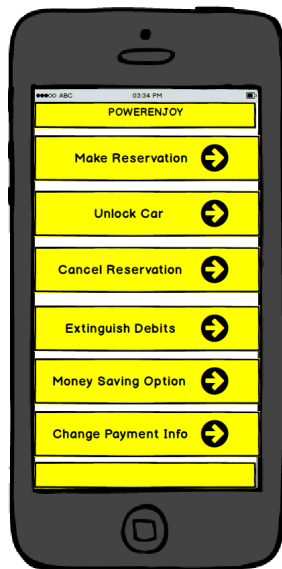 ABC 03:34 PM
POWERENJOY
Make Reservation
Unlock Car
Cancel Reservation
Extinguish Debits
Money Saving Option
Change Payment Info